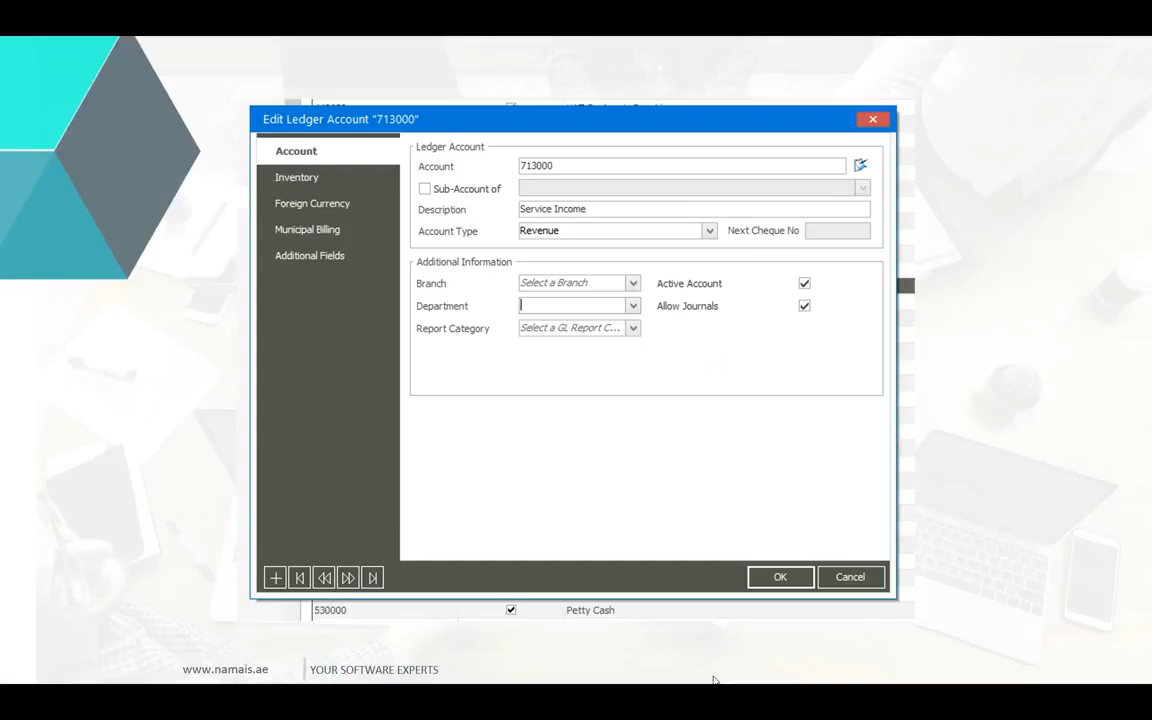 Edit Ledger Account "713000"
Account
Inventory
Foreign Currency
Municipal Billing
Additional Fields
Ledger Account
Account 713000
Sub-Account of
Description Service Income
Account Type Revenue Next Cheque No
Additional Information
Branch Select a Branch Active Account
Department Allow Journals
Report Category Select a GL Report C...
OK Cancel
530000 Petty Cash
www.namais.ae YOUR SOFTWARE EXPERTS